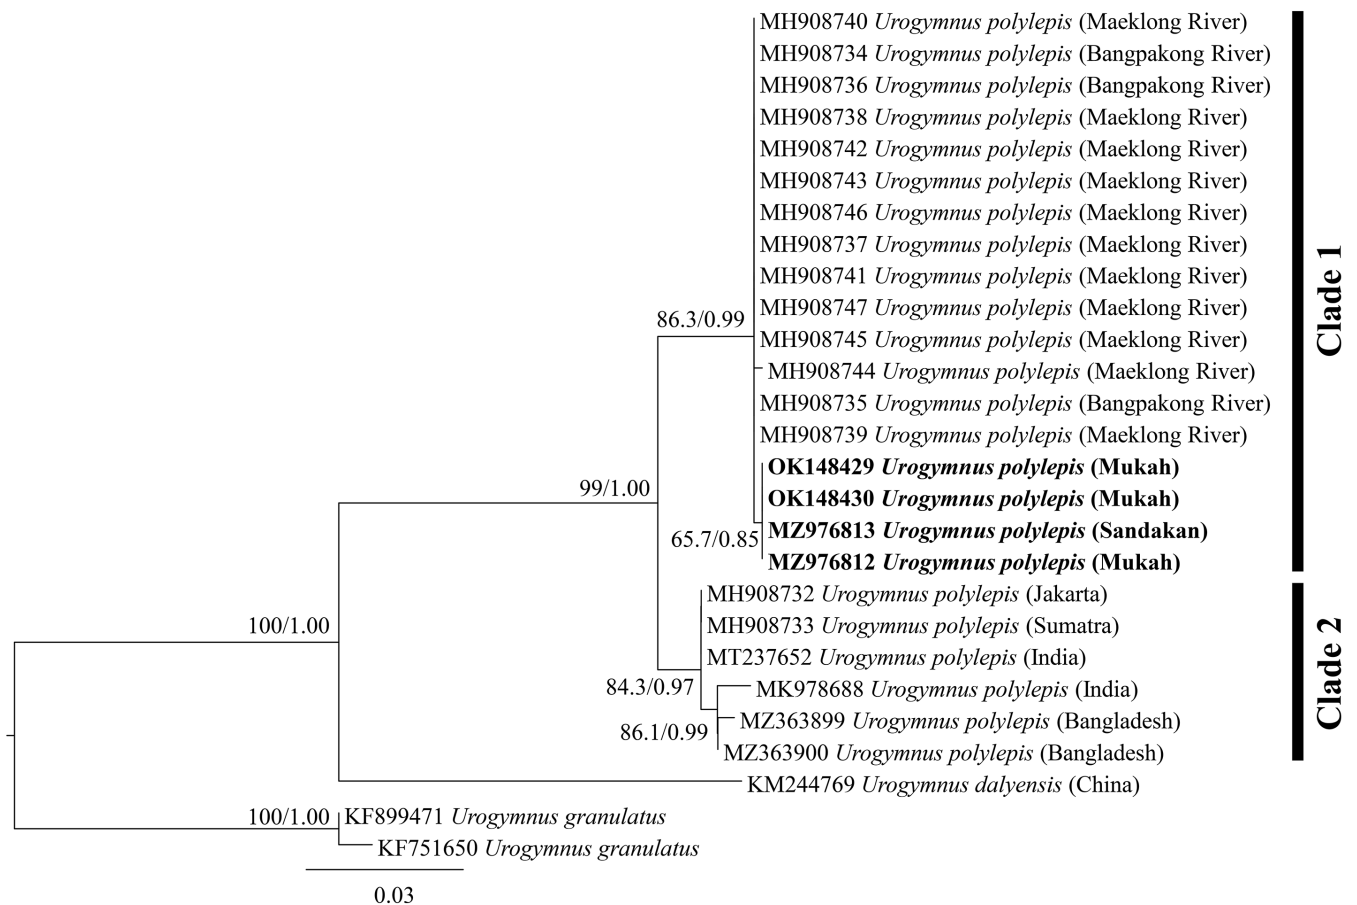 MH908740 Urogymnus polylepis (Maeklong River)
MH908734 Urogymnus polylepis (Bangpakong River)
MH908736 Urogymnus polylepis (Bangpakong River)
MH908738 Urogymnus polylepis (Maeklong River)
MH908742 Urogymnus polylepis (Maeklong River)
MH908743 Urogymnus polylepis (Maeklong River)
MH908746 Urogymnus polylepis (Maeklong River)
MH908737 Urogymnus polylepis (Maeklong River)
MH908741 Urogymnus polylepis (Maeklong River)
MH908747 Urogymnus polylepis (Maeklong River)
86.3/0.99
MH908745 Urogymnus polylepis (Maeklong River)
MH908744 Urogymnus polylepis (Maeklong River)
MH908735 Urogymnus polylepis (Bangpakong River)
MH908739 Urogymnus polylepis (Maeklong River)
OK148429 Urogymnus polylepis (Mukah)
99/1.00
OK148430 Urogymnus polylepis (Mukah)
MZ976813 Urogymnus polylepis (Sandakan)
65.7/0.85
MZ976812 Urogymnus polylepis (Mukah)
Clade 1
MH908732 Urogymnus polylepis (Jakarta)
100/1.00
MH908733 Urogymnus polylepis (Sumatra)
MT237652 Urogymnus polylepis (India)
84.3/0.97
MK978688 Urogymnus polylepis (India)
MZ363899 Urogymnus polylepis (Bangladesh)
86.1/0.99
MZ363900 Urogymnus polylepis (Bangladesh)
Clade 2
KM244769 Urogymnus dalyensis (China)
100/1.00
KF899471 Urogymnus granulatus
KF751650 Urogymnus granulatus
0.03